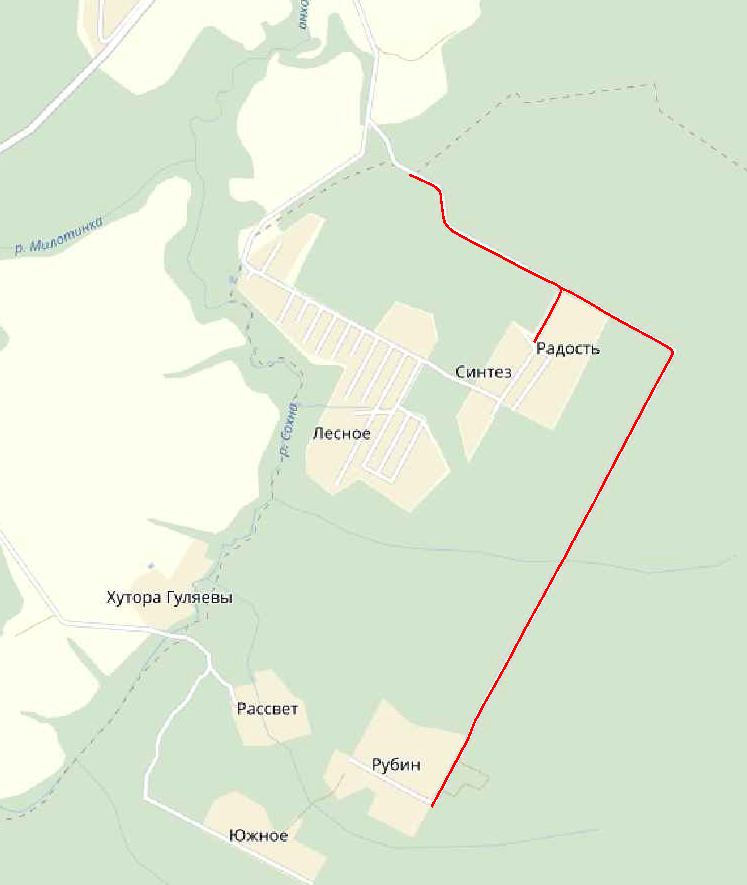 р. Милотинка
Радость
Синтез
р. Сохна
Лесное
Хутора Гуляевы
Рассвет
Рубин
Южное